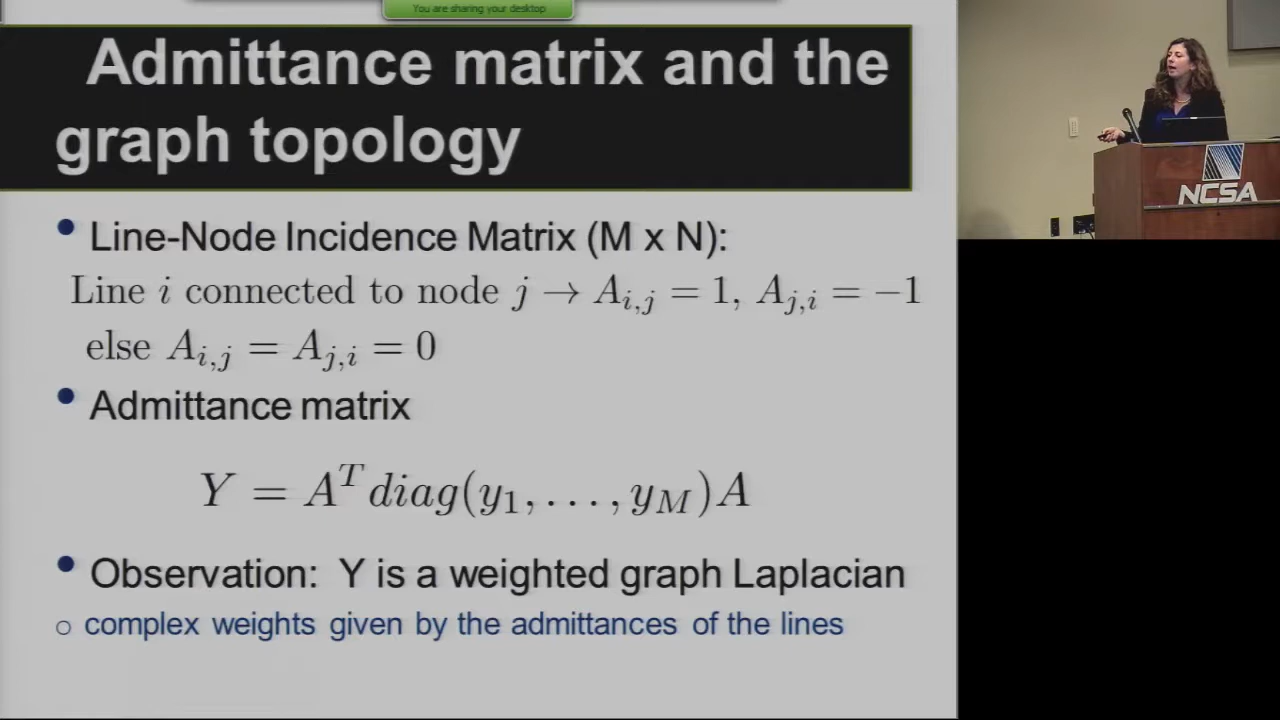 You are sharing your desktop
Admittance matrix and the
graph topology
• Line-Node Incidence Matrix (M x N):
Line i connected to node j → A_{i,j} = 1, A_{j,i} = −1
else A_{i,j} = A_{j,i} = 0
• Admittance matrix
Y = A^T diag(y_1, . . . , y_M)A
• Observation: Y is a weighted graph Laplacian
o complex weights given by the admittances of the lines
NCSA